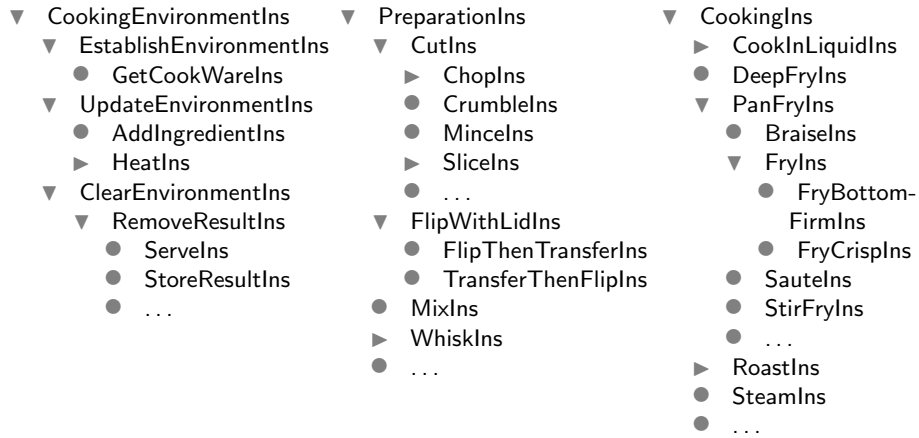 CookingEnvironmentIns
EstablishEnvironmentIns
GetCookWareIns
UpdateEnvironmentIns
AddIngredientIns
HeatIns
ClearEnvironmentIns
RemoveResultIns
ServeIns
StoreResultIns
...
PreparationIns
CutIns
ChopIns
CrumbleIns
MinceIns
SliceIns
...
FlipWithLidIns
FlipThenTransferIns
TransferThenFlipIns
MixIns
WhiskIns
...
CookingIns
CookInLiquidIns
DeepFryIns
PanFryIns
BraiseIns
FryIns
FryBottom-
FirmIns
FryCrispIns
SauteIns
StirFryIns
...
RoastIns
SteamIns
...